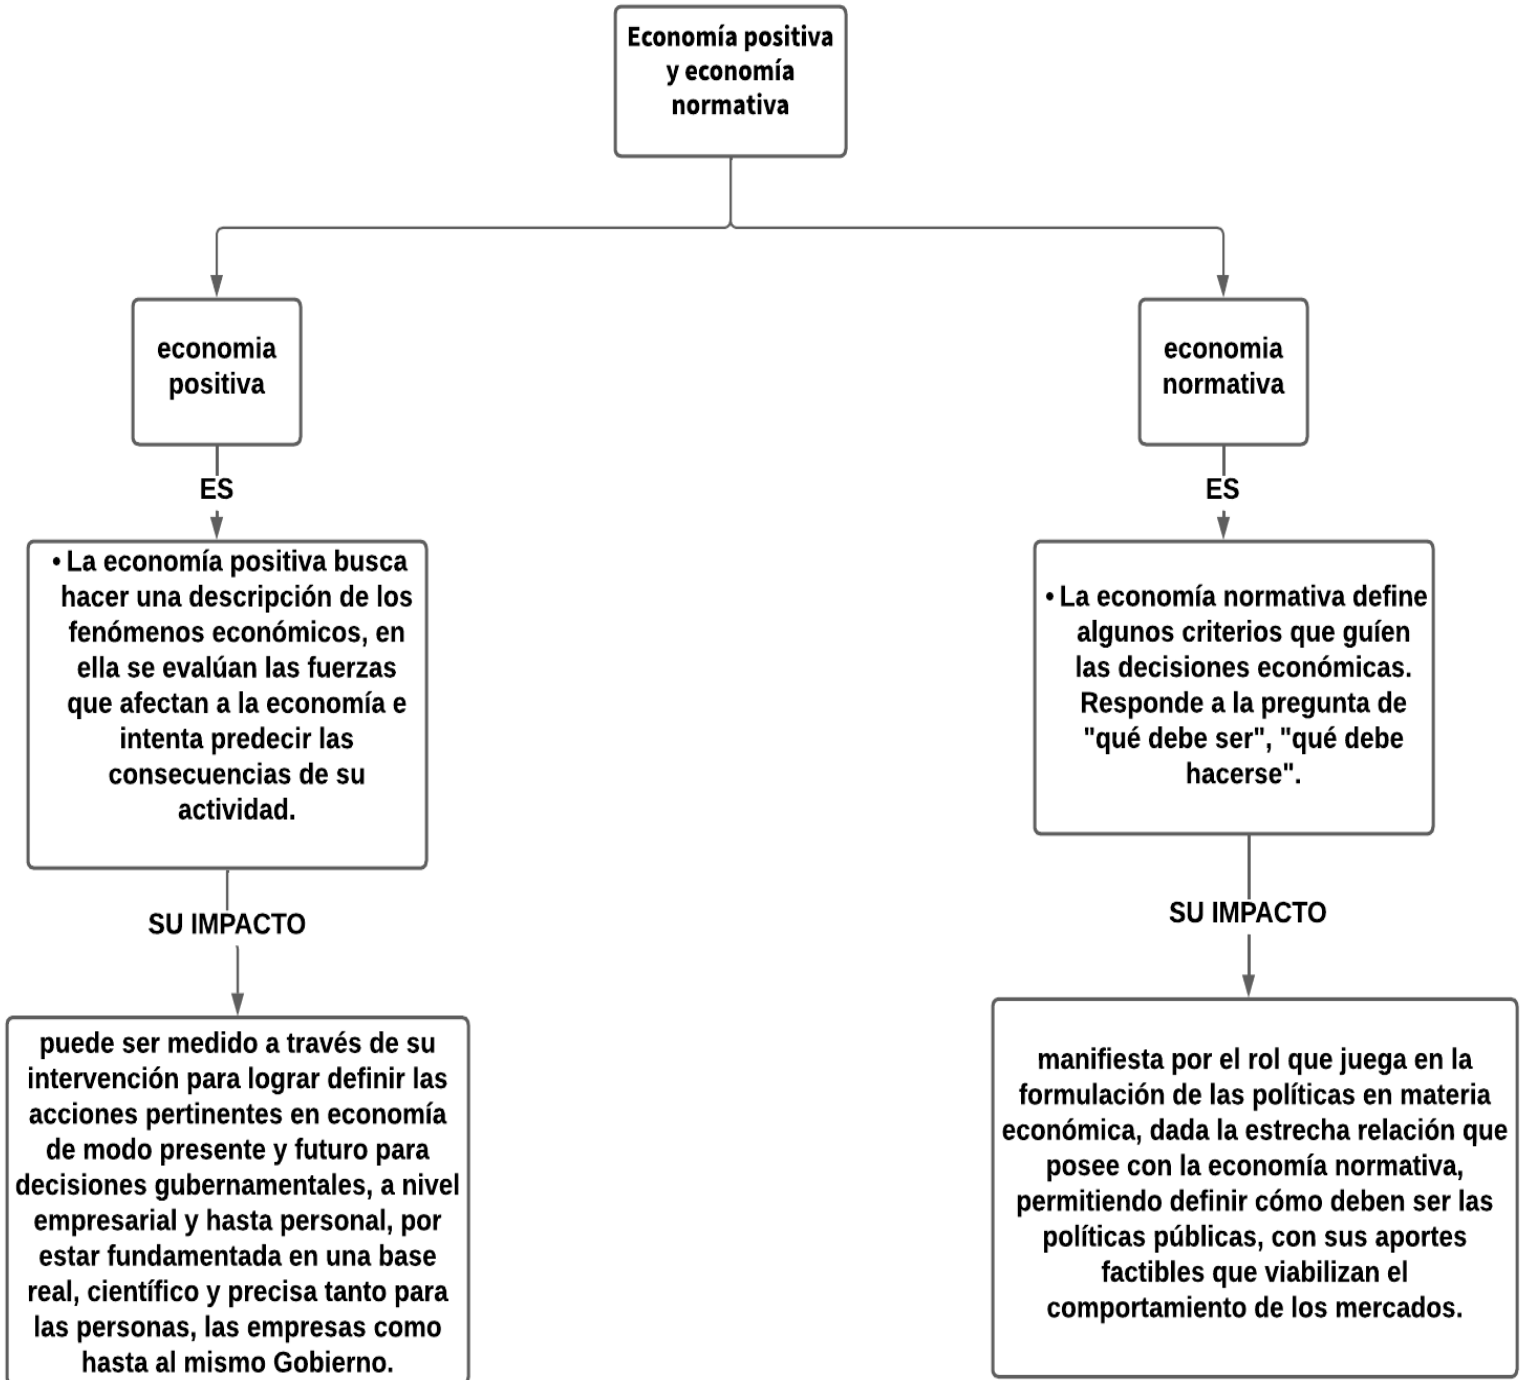 Economía positiva
y economía
normativa
economia
positiva
ES
• La economía positiva busca
hacer una descripción de los
fenómenos económicos, en
ella se evalúan las fuerzas
que afectan a la economía e
intenta predecir las
consecuencias de su
actividad.
SU IMPACTO
puede ser medido a través de su
intervención para lograr definir las
acciones pertinentes en economía
de modo presente y futuro para
decisiones gubernamentales, a nivel
empresarial y hasta personal, por
estar fundamentada en una base
real, científico y precisa tanto para
las personas, las empresas como
hasta al mismo Gobierno.
economia
normativa
ES
• La economía normativa define
algunos criterios que guíen
las decisiones económicas.
Responde a la pregunta de
"qué debe ser", "qué debe
hacerse".
SU IMPACTO
manifiesta por el rol que juega en la
formulación de las políticas en materia
económica, dada la estrecha relación que
posee con la economía normativa,
permitiendo definir cómo deben ser las
políticas públicas, con sus aportes
factibles que viabilizan el
comportamiento de los mercados.